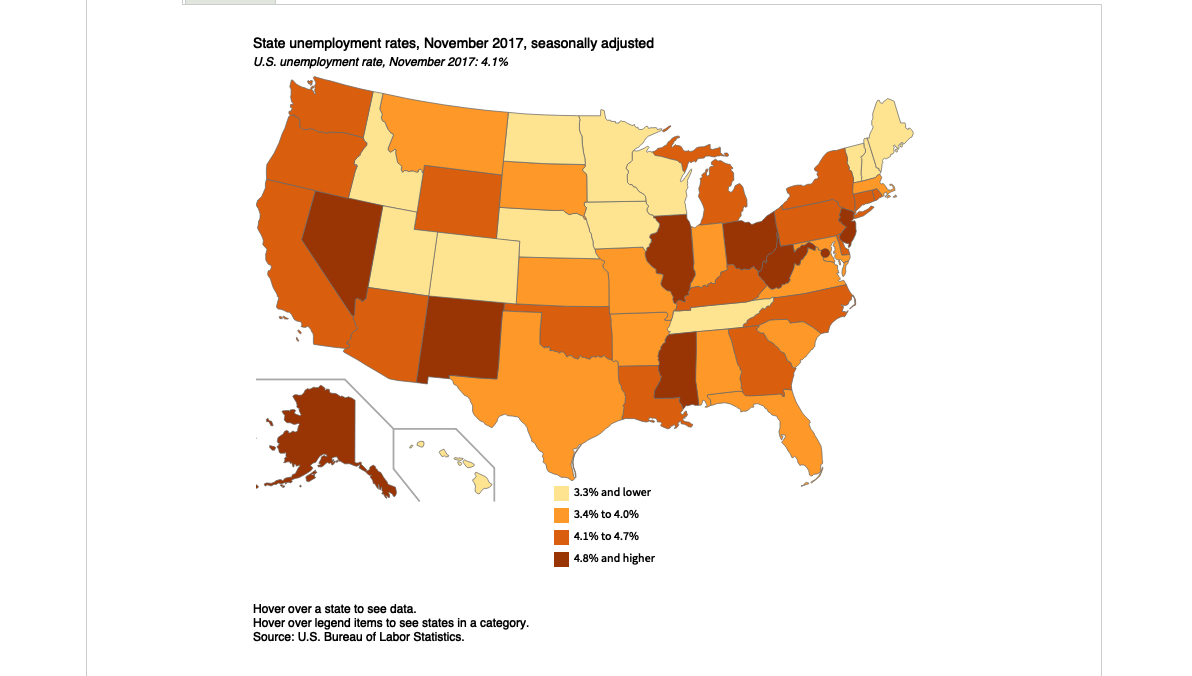 State unemployment rates, November 2017, seasonally adjusted
U.S. unemployment rate, November 2017: 4.1%
3.3% and lower
3.4% to 4.0%
4.1% to 4.7%
4.8% and higher
Hover over a state to see data.
Hover over legend items to see states in a category.
Source: U.S. Bureau of Labor Statistics.